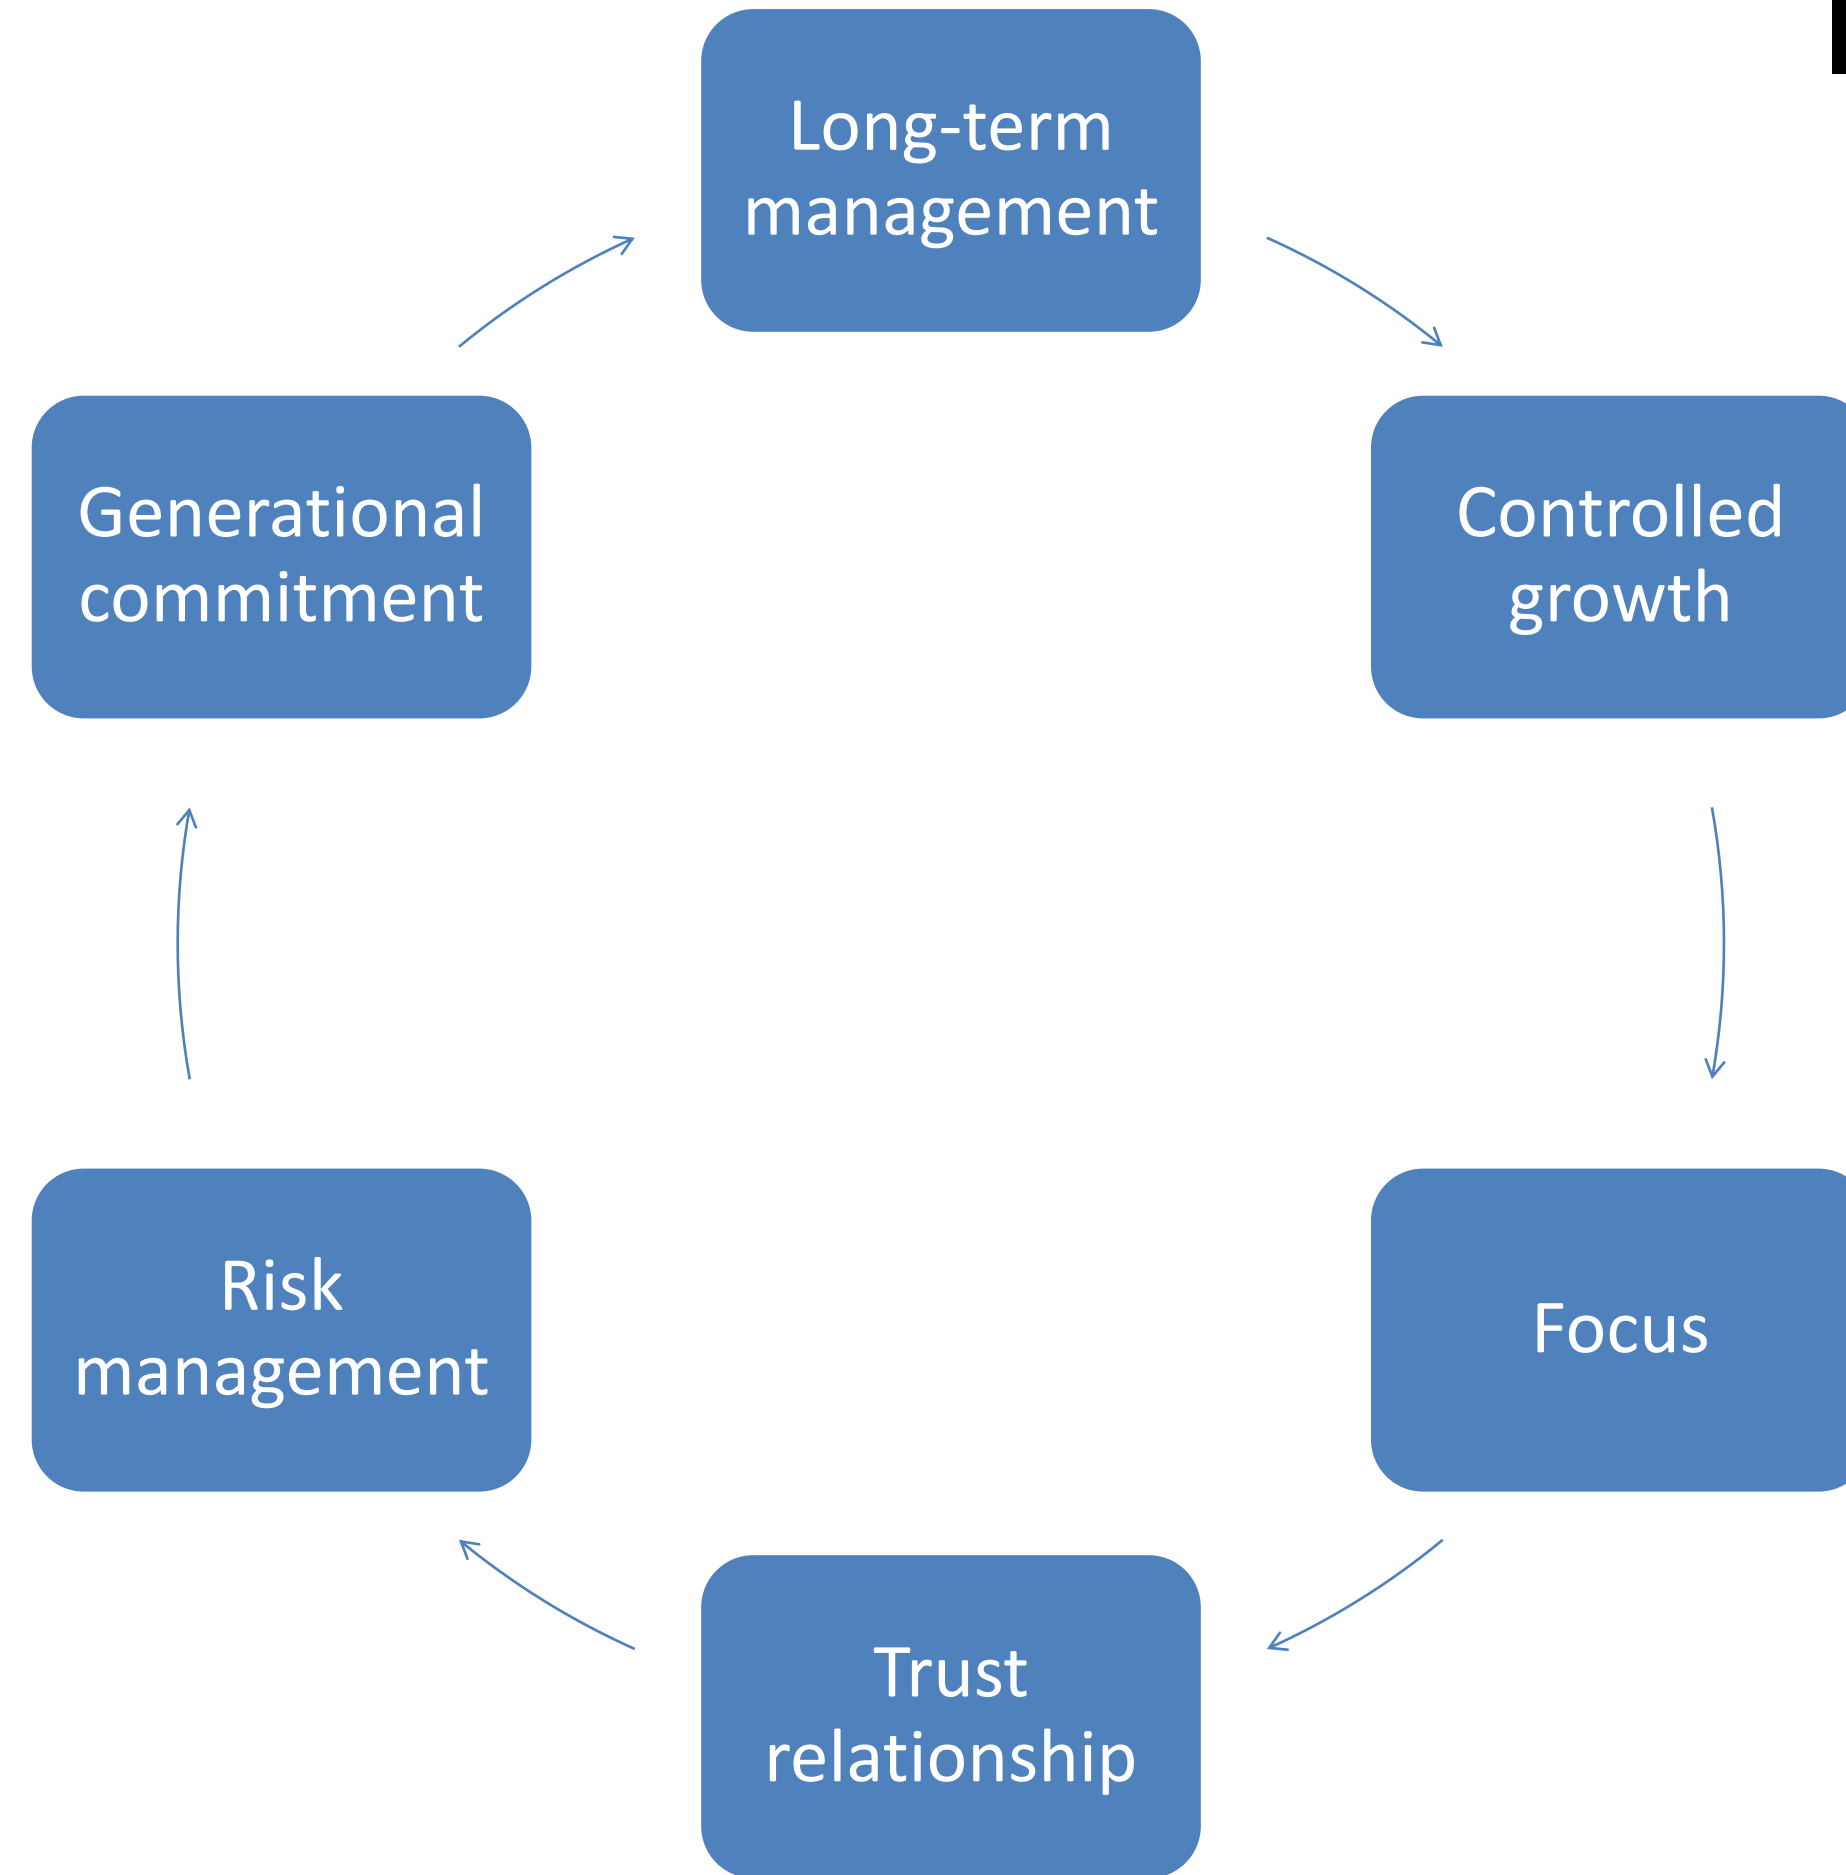 Long-term
management
Controlled
growth
Focus
Trust
relationship
Risk
management
Generational
commitment